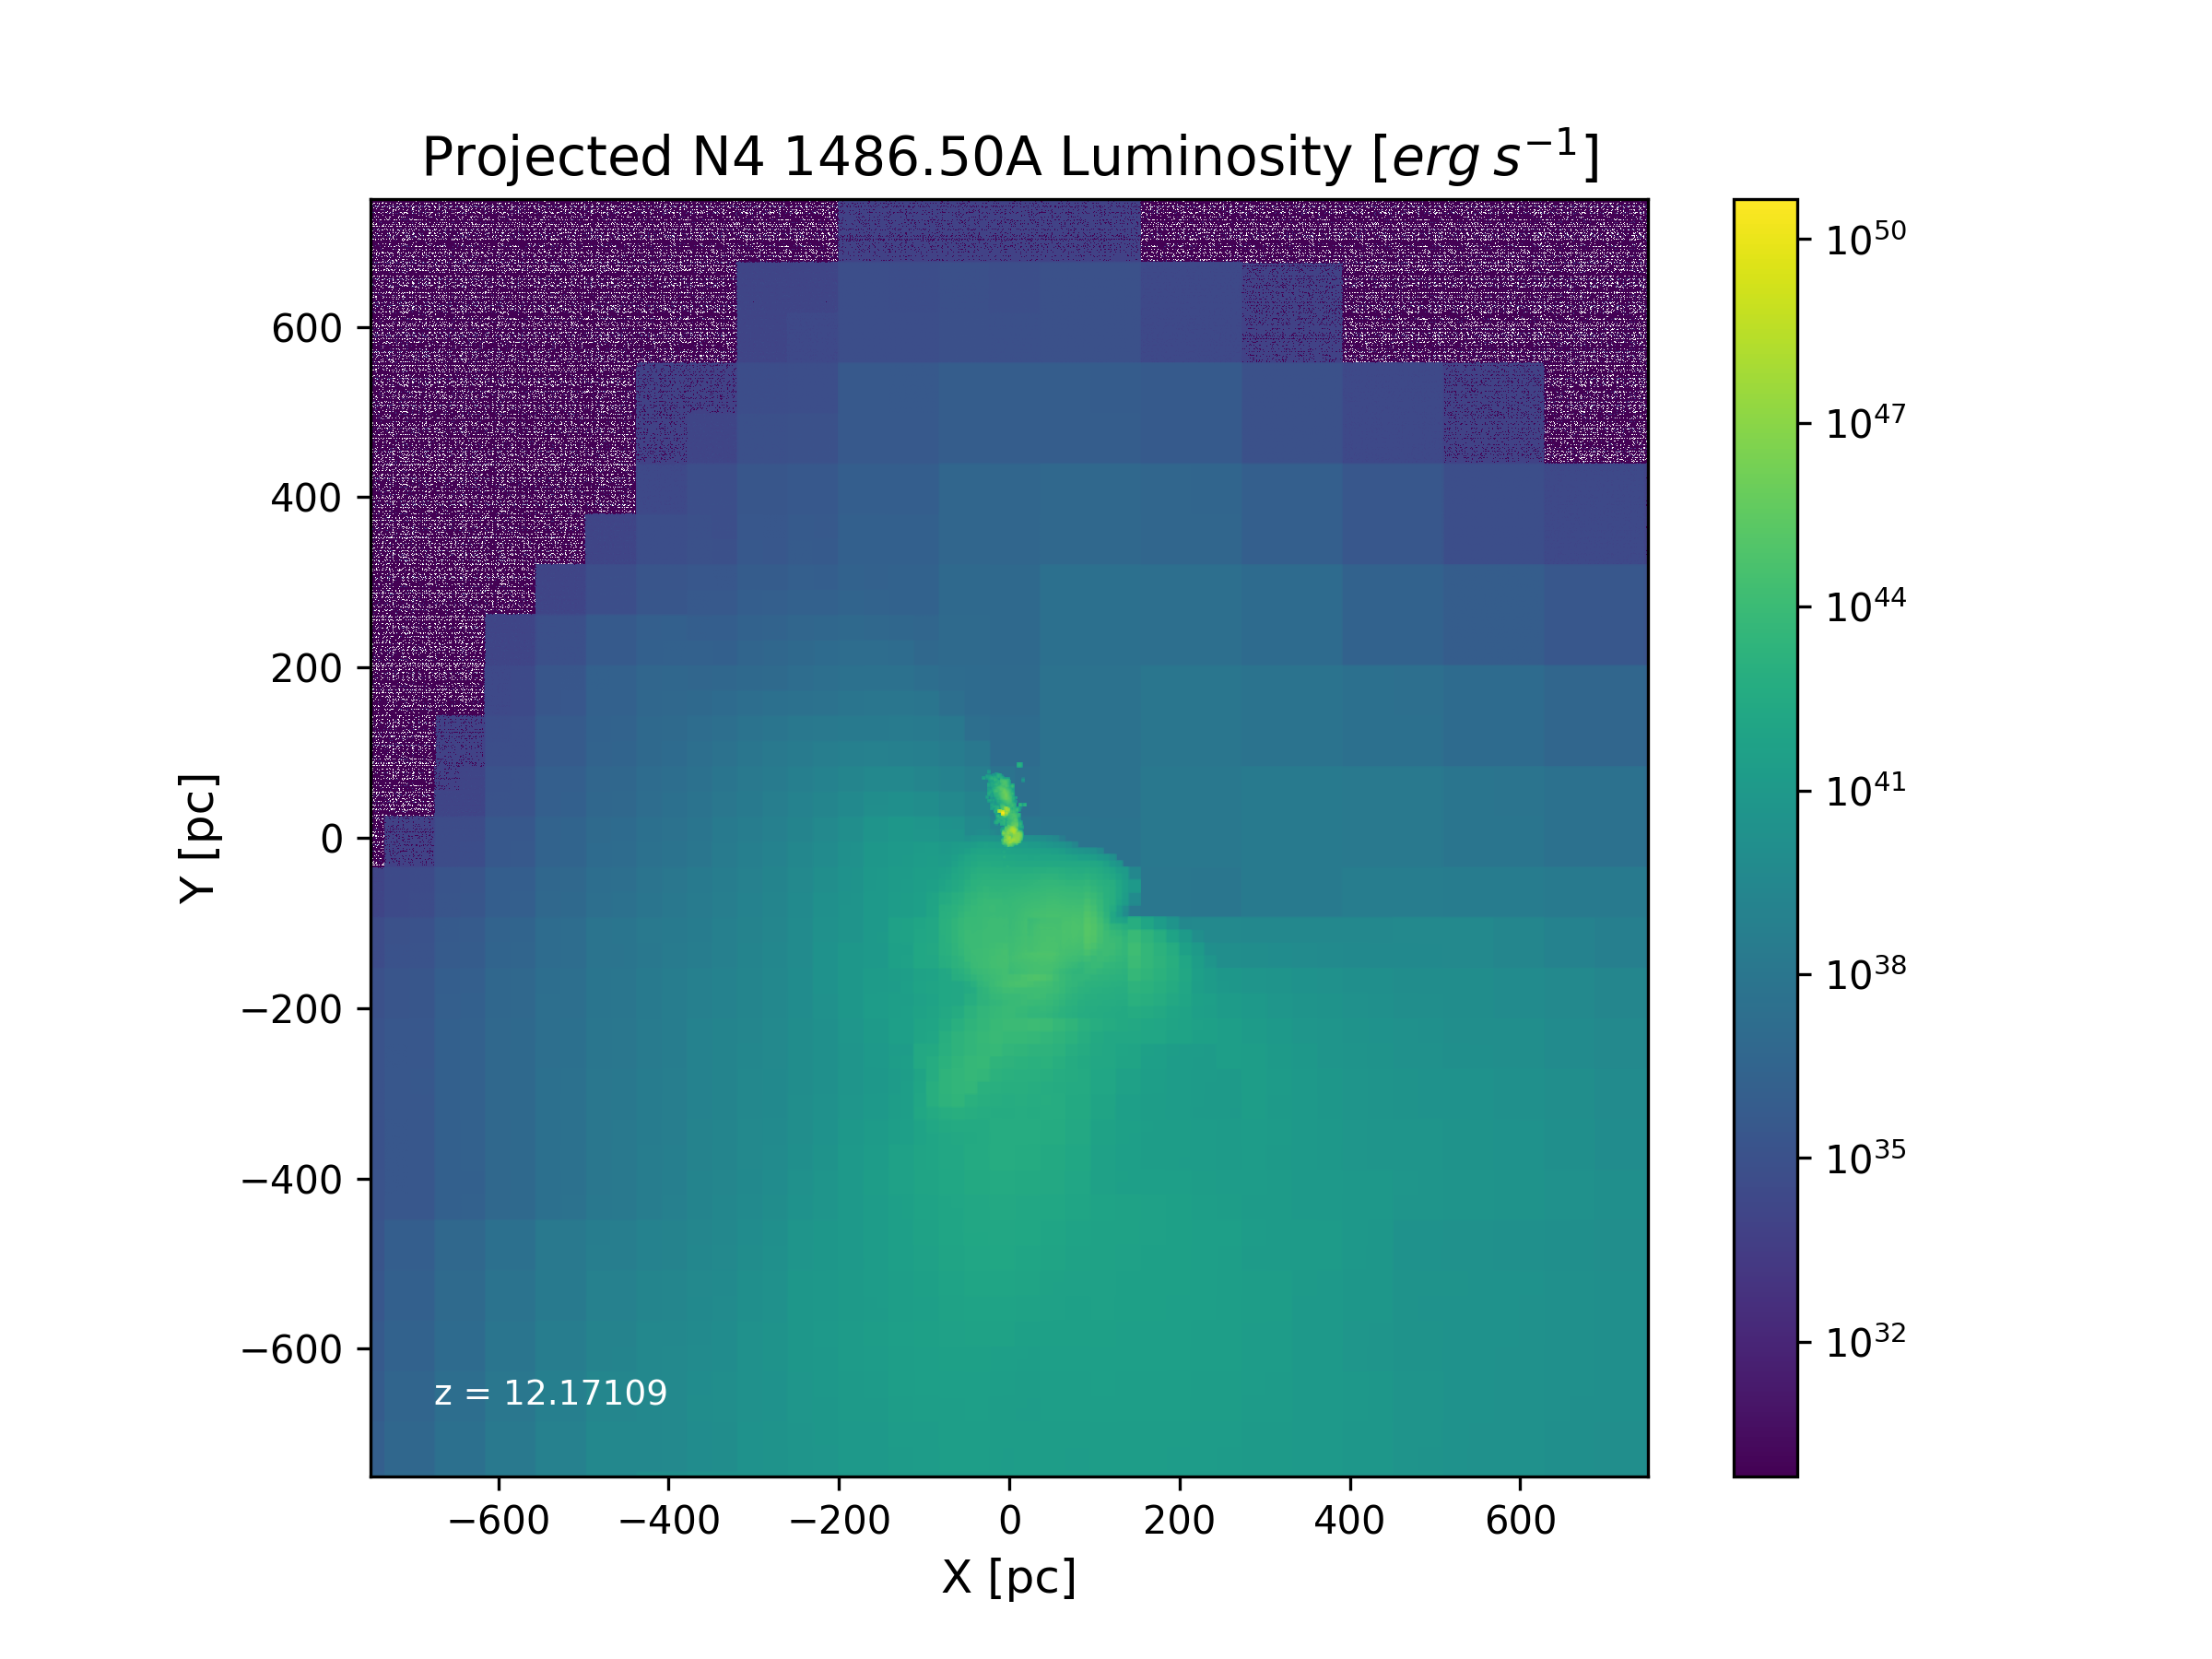 Projected N4 1486.50A Luminosity [erg s⁻¹]
Y [pc]
600
400
200
0
−200
−400
−600
z = 12.17109
−600 −400 −200 0 200 400 600
X [pc]
10⁵⁰
10⁴⁷
10⁴⁴
10⁴¹
10³⁸
10³⁵
10³²